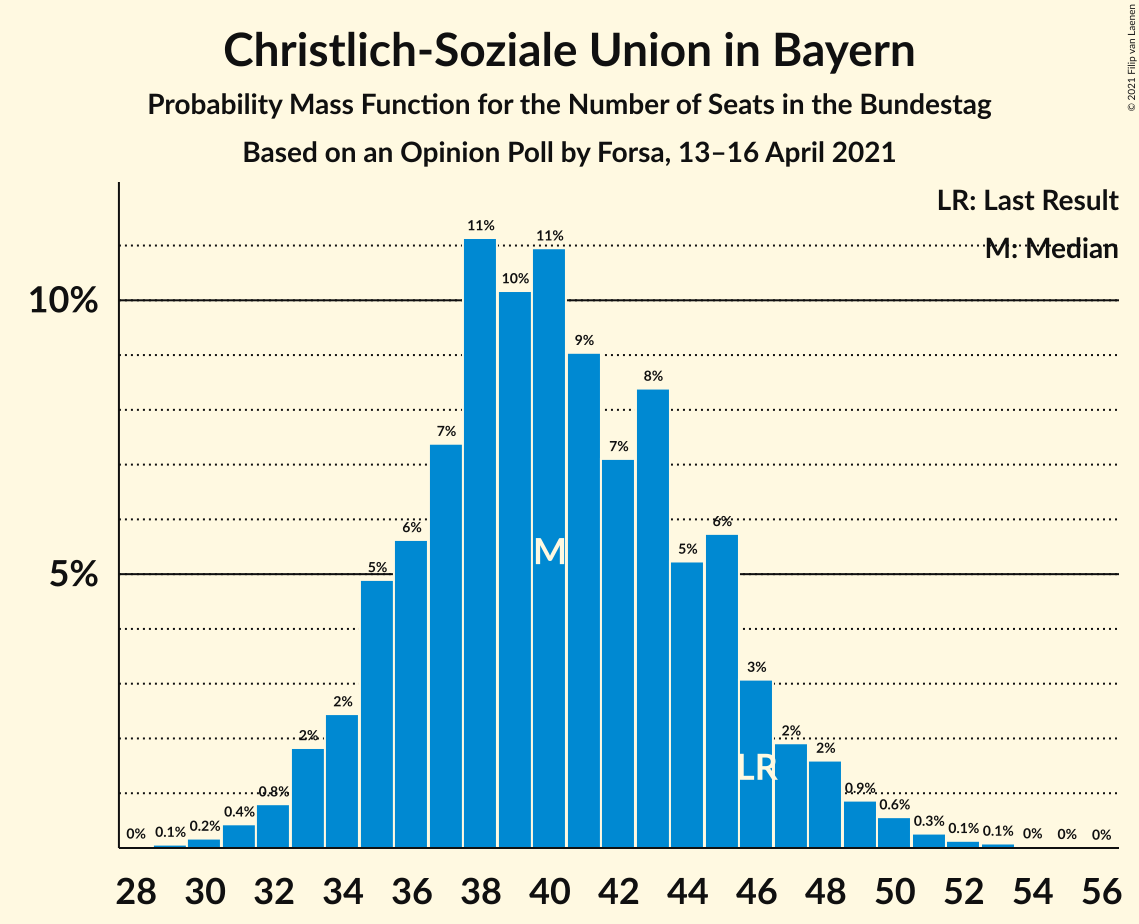 Christlich-Soziale Union in Bayern
Probability Mass Function for the Number of Seats in the Bundestag
Based on an Opinion Poll by Forsa, 13–16 April 2021
© 2021 Filip van Laenen
LR: Last Result
M: Median
10%
5%
0% 0.1% 0.2% 0.4% 0.8% 2% 2% 5% 6% 7% 11% 10% 11% 9% 7% 8% 5% 6% 3% 2% 2% 0.9% 0.6% 0.3% 0.1% 0.1% 0% 0% 0%
M
LR
28 30 32 34 36 38 40 42 44 46 48 50 52 54 56